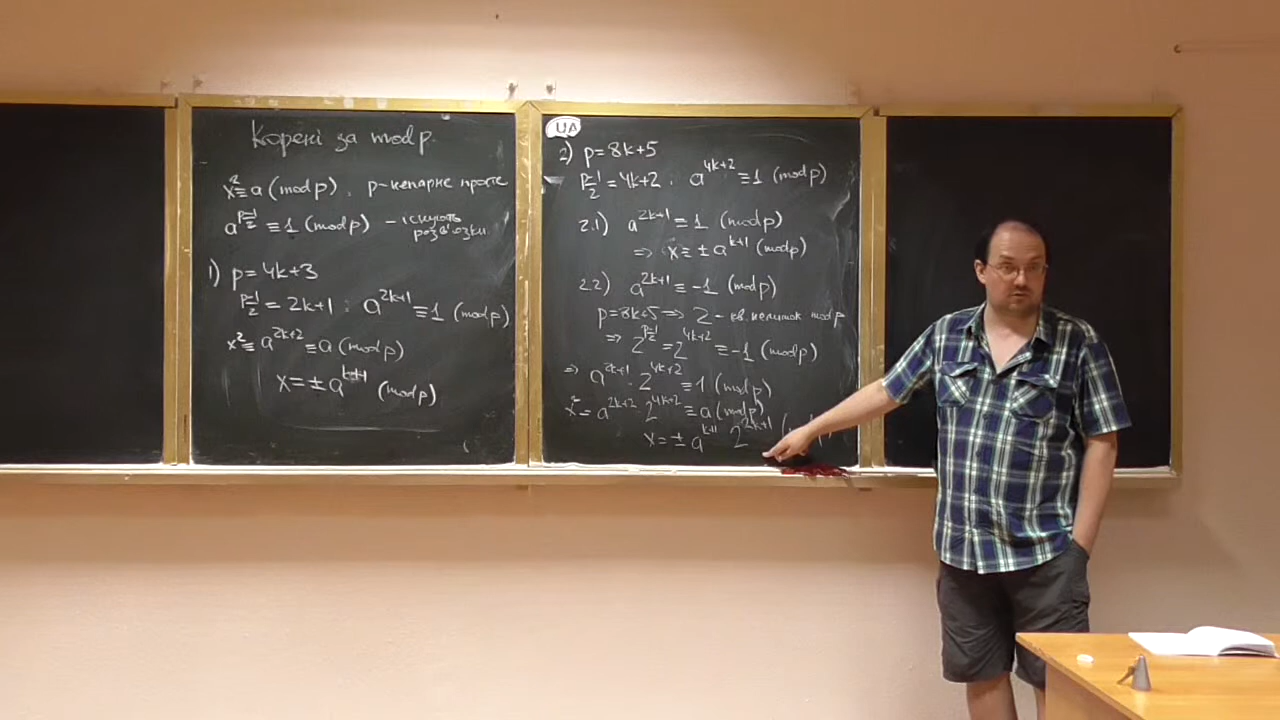 Корені за mod p.
x² ≡ a (mod p), p - непарне просте
a^((p-1)/2) ≡ 1 (mod p) - існують
розв'язки.
1) p = 4k+3
(p-1)/2 = 2k+1 : a^(2k+1) ≡ 1 (mod p)
x² ≡ a^(2k+2) ≡ a (mod p)
x = ± a^(k+1) (mod p)
UA
2) p = 8k+5
(p-1)/2 = 4k+2 : a^(4k+2) ≡ 1 (mod p)
2.1) a^(2k+1) ≡ 1 (mod p)
⇒ x ≡ ± a^(k+1) (mod p)
2.2) a^(2k+1) ≡ -1 (mod p)
p = 8k+5 ⇒ 2 - кв. нелишок mod p
⇒ 2^((p-1)/2) = 2^(4k+2) ≡ -1 (mod p)
⇒ a^(2k+1) · 2^(4k+2) ≡ 1 (mod p)
x² = a^(2k+2) · 2^(4k+2) ≡ a (mod p)
x = ± a^(k+1) 2^(2k+1)